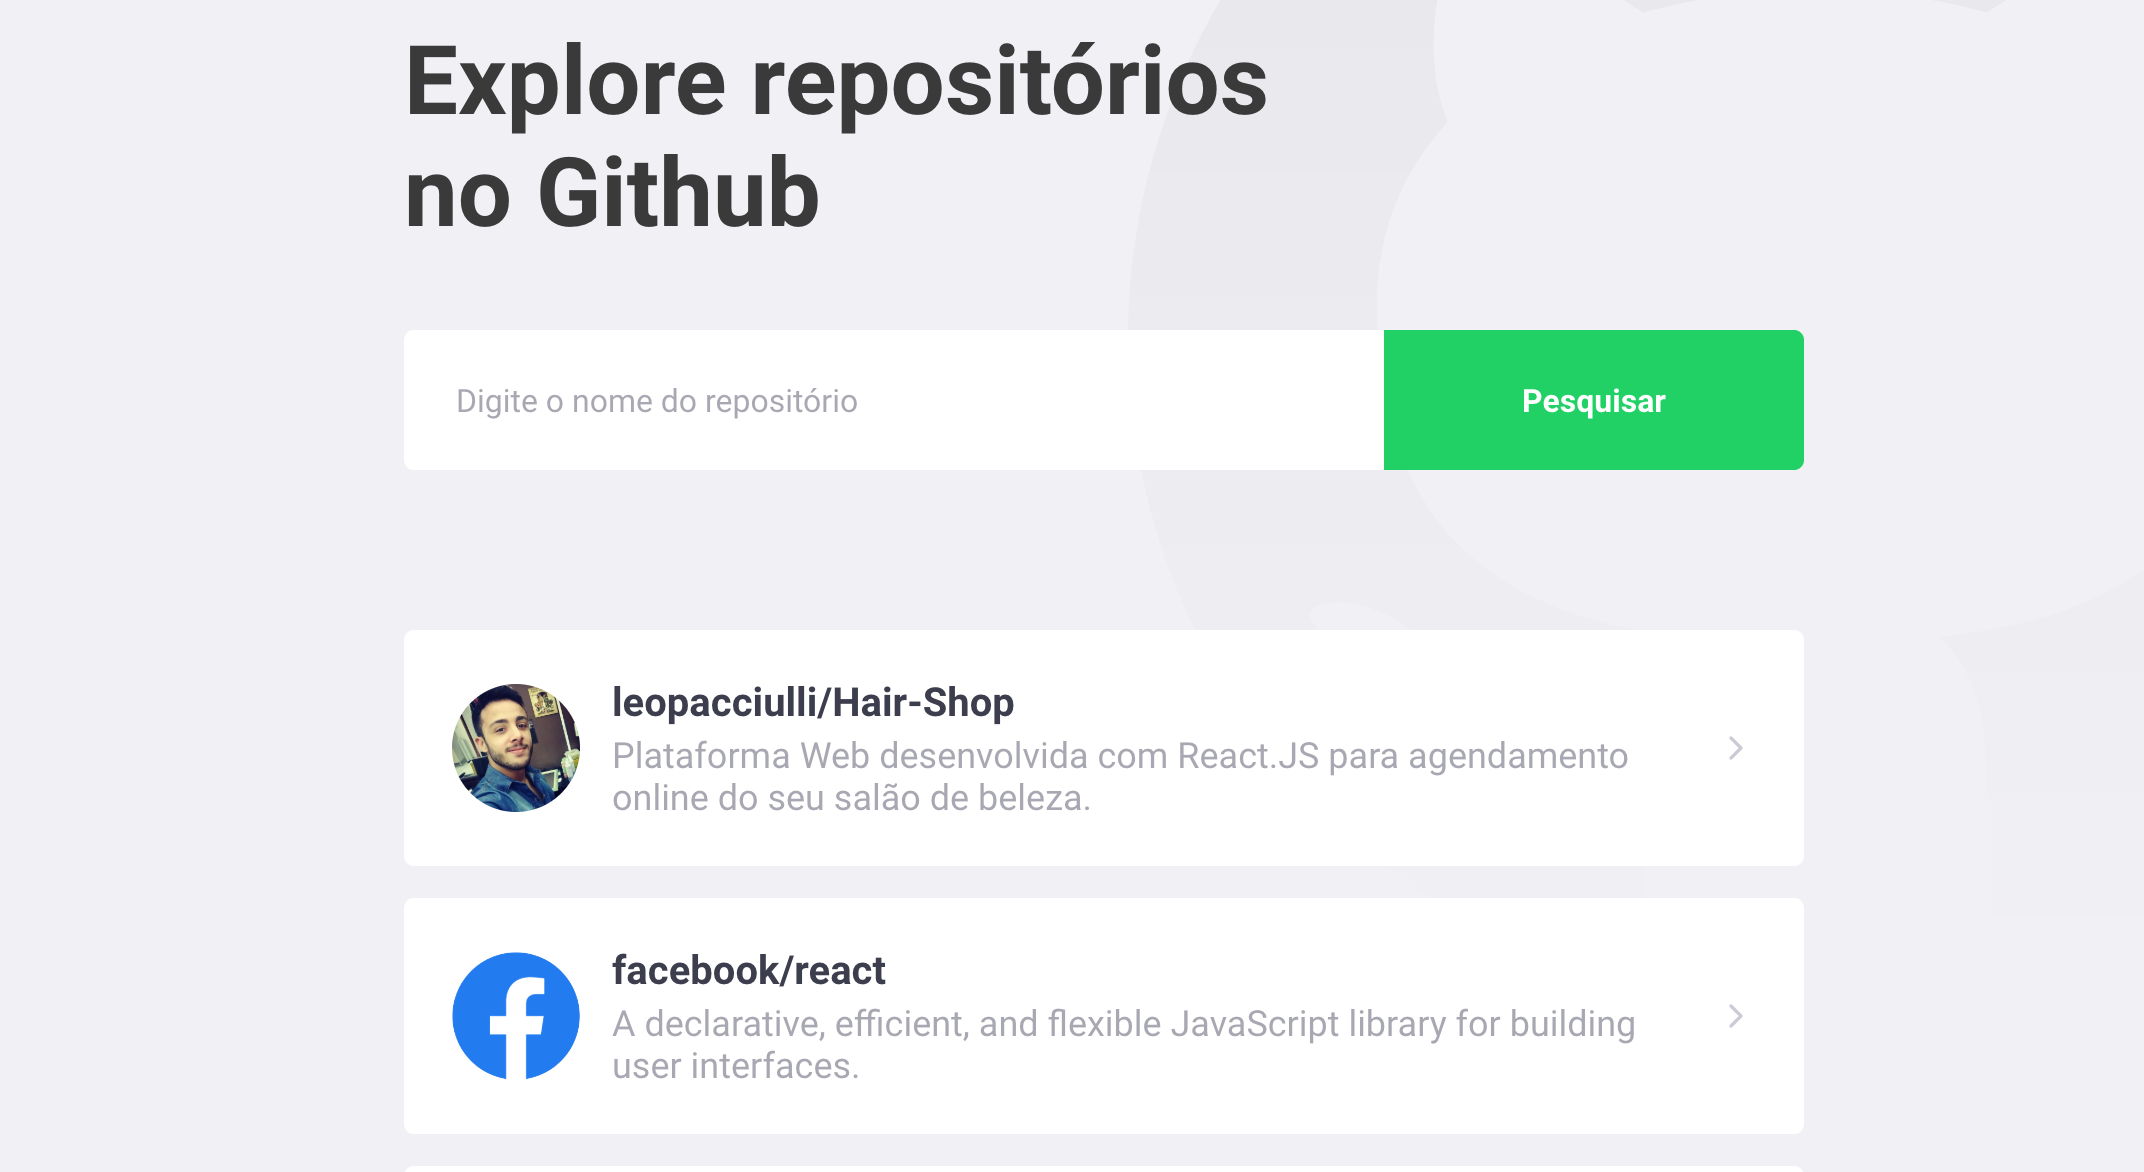 Explore repositórios
no Github
Digite o nome do repositório
Pesquisar
leopacciulli/Hair-Shop
Plataforma Web desenvolvida com React.JS para agendamento
online do seu salão de beleza.
facebook/react
A declarative, efficient, and flexible JavaScript library for building
user interfaces.